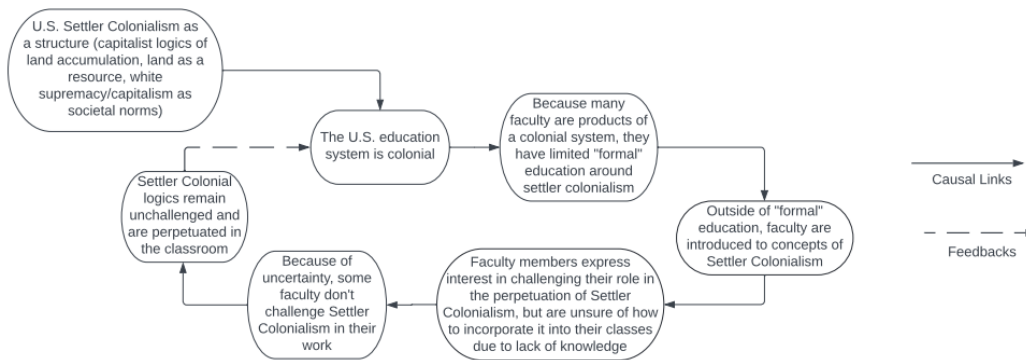 U.S. Settler Colonialism as
a structure (capitalist logics of
land accumulation, land as a
resource, white
supremacy/capitalism as
societal norms)
The U.S. education
system is colonial
Because many
faculty are products of
a colonial system, they
have limited "formal"
education around
settler colonialism
Outside of "formal"
education, faculty are
introduced to concepts of
Settler Colonialism
Faculty members express
interest in challenging their role in
the perpetuation of Settler
Colonialism, but are unsure of how
to incorporate it into their classes
due to lack of knowledge
Because of
uncertainty, some
faculty don't
challenge Settler
Colonialism in their
work
Settler Colonial
logics remain
unchallenged and
are perpetuated in
the classroom
Causal Links
Feedbacks